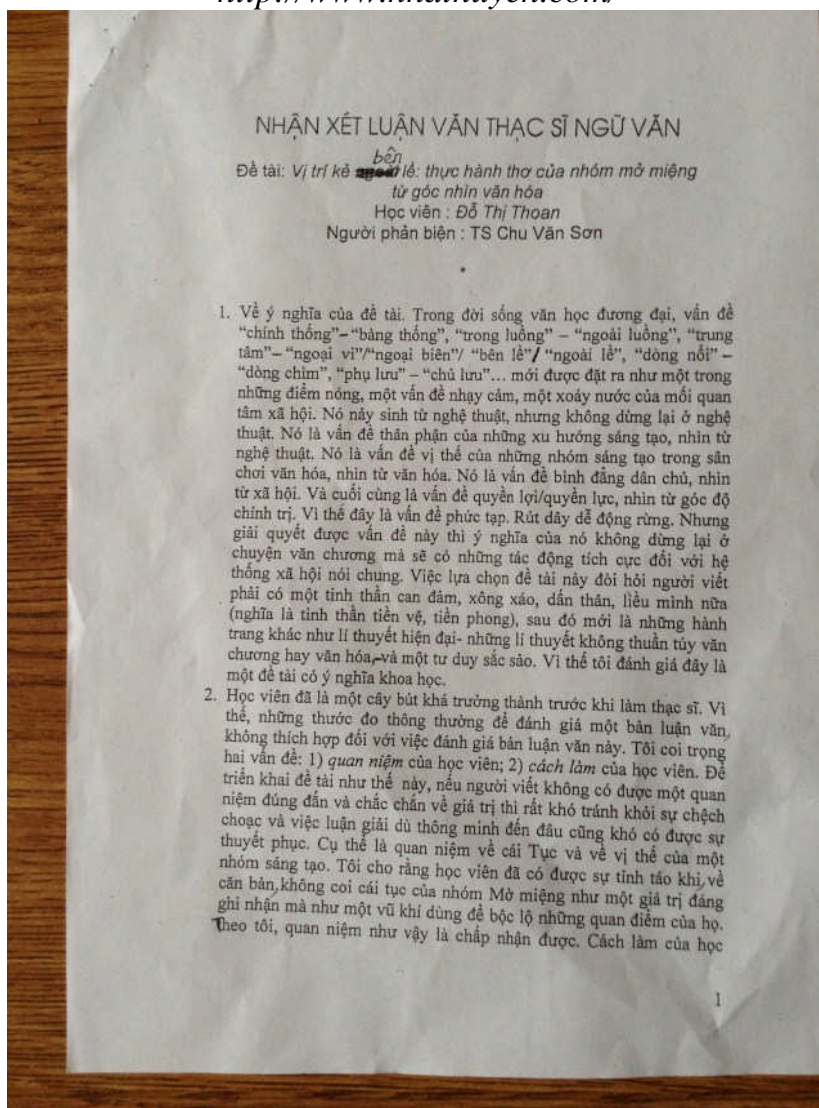 NHẬN XÉT LUẬN VĂN THẠC SĨ NGỮ VĂN
bên
Đề tài: Vị trí kẻ lề: thực hành thơ của nhóm mở miệng
từ góc nhìn văn hóa
Học viên : Đỗ Thị Thoan
Người phản biện : TS Chu Văn Sơn
*
1. Về ý nghĩa của đề tài. Trong đời sống văn học đương đại, vấn đề
“chính thống”–“bàng thống”, “trong luồng” – “ngoài luồng”, “trung
tâm”– “ngoại vi”/“ngoại biên”/ “bên lề”/ “ngoài lề”, “dòng nổi” –
“dòng chìm”, “phụ lưu” – “chủ lưu”... mới được đặt ra như một trong
những điểm nóng, một vấn đề nhạy cảm, một xoáy nước của mối quan
tâm xã hội. Nó nảy sinh từ nghệ thuật, nhưng không dừng lại ở nghệ
thuật. Nó là vấn đề thân phận của những xu hướng sáng tạo, nhìn từ
nghệ thuật. Nó là vấn đề vị thế của những nhóm sáng tạo trong sân
chơi văn hóa, nhìn từ văn hóa. Nó là vấn đề bình đẳng dân chủ, nhìn
từ xã hội. Và cuối cùng là vấn đề quyền lợi/quyền lực, nhìn từ góc độ
chính trị. Vì thế đây là vấn đề phức tạp. Rút dây dễ động rừng. Nhưng
giải quyết được vấn đề này thì ý nghĩa của nó không dừng lại ở
chuyện văn chương mà sẽ có những tác động tích cực đối với hệ
thống xã hội nói chung. Việc lựa chọn đề tài này đòi hỏi người viết
phải có một tinh thần can đảm, xông xáo, dấn thân, liều mình nữa
(nghĩa là tinh thần tiền vệ, tiền phong), sau đó mới là những hành
trang khác như lí thuyết hiện đại- những lí thuyết không thuần túy văn
chương hay văn hóa,-và một tư duy sắc sảo. Vì thế tôi đánh giá đây là
một đề tài có ý nghĩa khoa học.
2. Học viên đã là một cây bút khá trưởng thành trước khi làm thạc sĩ. Vì
thế, những thước đo thông thường để đánh giá một bản luận văn,
không thích hợp đối với việc đánh giá bản luận văn này. Tôi coi trọng
hai vấn đề: 1) quan niệm của học viên; 2) cách làm của học viên. Để
triển khai đề tài như thế này, nếu người viết không có được một quan
niệm đúng đắn và chắc chắn về giá trị thì rất khó tránh khỏi sự chệch
choạc và việc luận giải dù thông minh đến đâu cũng khó có được sự
thuyết phục. Cụ thể là quan niệm về cái Tục và về vị thế của một
nhóm sáng tạo. Tôi cho rằng học viên đã có được sự tỉnh táo khi, về
căn bản, không coi cái tục của nhóm Mở miệng như một giá trị đáng
ghi nhận mà như một vũ khí dùng để bộc lộ những quan điểm của họ.
Theo tôi, quan niệm như vậy là chấp nhận được. Cách làm của học
1